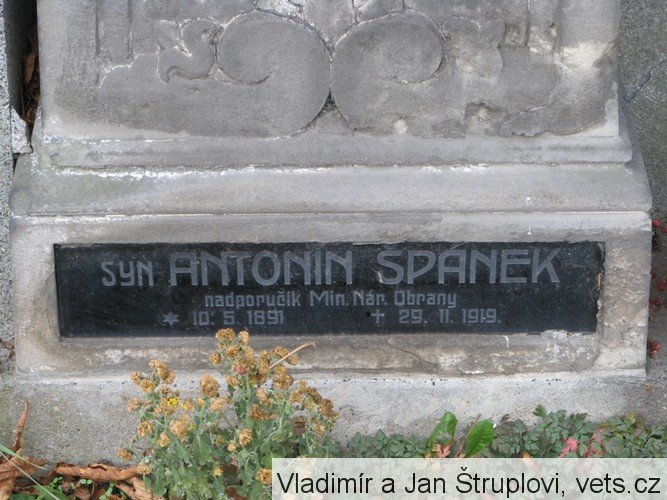 SYN ANTONIN ŠPÁNEK
nadporučík Min. Nár. Obrany
* 10. 5. 1891 + 29. 11. 1919.
Vladimír a Jan Štruplovi, vets.cz